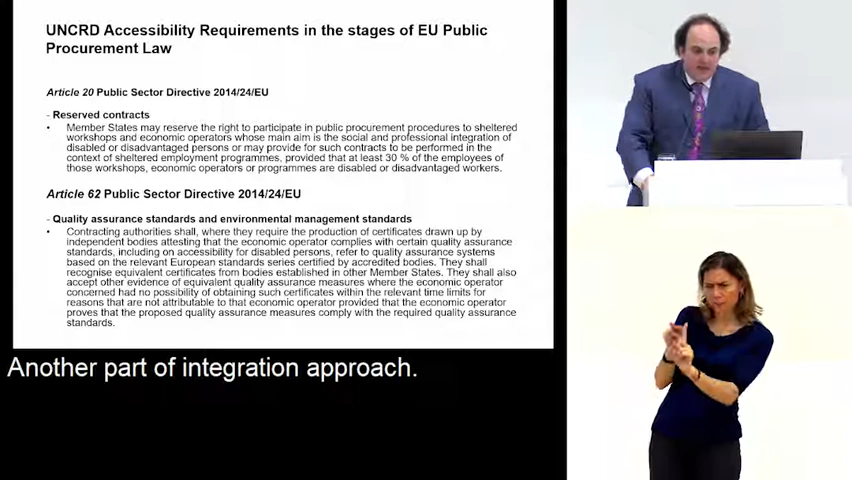 UNCRD Accessibility Requirements in the stages of EU Public
Procurement Law
Article 20 Public Sector Directive 2014/24/EU
- Reserved contracts
• Member States may reserve the right to participate in public procurement procedures to sheltered
workshops and economic operators whose main aim is the social and professional integration of
disabled or disadvantaged persons or may provide for such contracts to be performed in the
context of sheltered employment programmes, provided that at least 30 % of the employees of
those workshops, economic operators or programmes are disabled or disadvantaged workers.
Article 62 Public Sector Directive 2014/24/EU
- Quality assurance standards and environmental management standards
• Contracting authorities shall, where they require the production of certificates drawn up by
independent bodies attesting that the economic operator complies with certain quality assurance
standards, including on accessibility for disabled persons, refer to quality assurance systems
based on the relevant European standards series certified by accredited bodies. They shall
recognise equivalent certificates from bodies established in other Member States. They shall also
accept other evidence of equivalent quality assurance measures where the economic operator
concerned had no possibility of obtaining such certificates within the relevant time limits for
reasons that are not attributable to that economic operator provided that the economic operator
proves that the proposed quality assurance measures comply with the required quality assurance
standards.
Another part of integration approach.